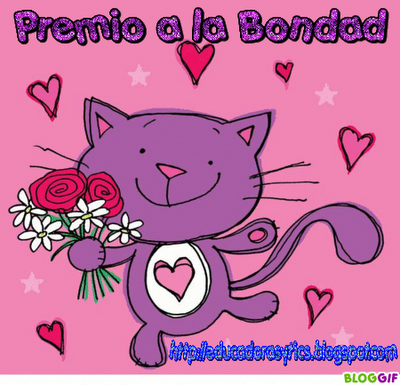 Premio a la Bondad
http://educadorasytics.blogspot.com
BLOGGIF